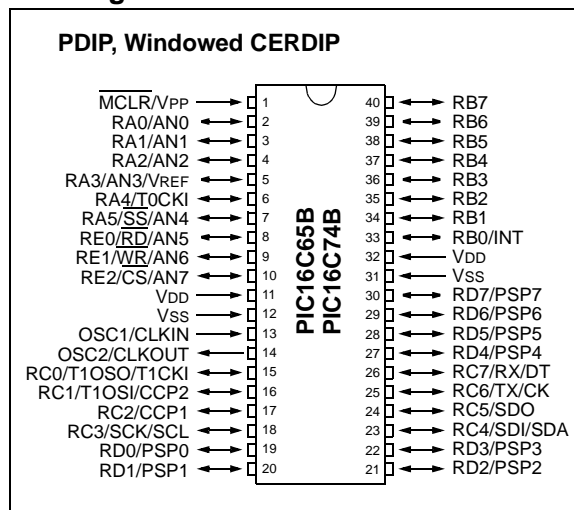 PDIP, Windowed CERDIP
MCLR/VPP 1 40 RB7
RA0/AN0 2 39 RB6
RA1/AN1 3 38 RB5
RA2/AN2 4 37 RB4
RA3/AN3/VREF 5 36 RB3
RA4/T0CKI 6 35 RB2
RA5/SS/AN4 7 34 RB1
RE0/RD/AN5 8 33 RB0/INT
RE1/WR/AN6 9 32 VDD
RE2/CS/AN7 10 31 VSS
VDD 11 30 RD7/PSP7
VSS 12 29 RD6/PSP6
OSC1/CLKIN 13 28 RD5/PSP5
OSC2/CLKOUT 14 27 RD4/PSP4
RC0/T1OSO/T1CKI 15 26 RC7/RX/DT
RC1/T1OSI/CCP2 16 25 RC6/TX/CK
RC2/CCP1 17 24 RC5/SDO
RC3/SCK/SCL 18 23 RC4/SDI/SDA
RD0/PSP0 19 22 RD3/PSP3
RD1/PSP1 20 21 RD2/PSP2
PIC16C65B
PIC16C74B